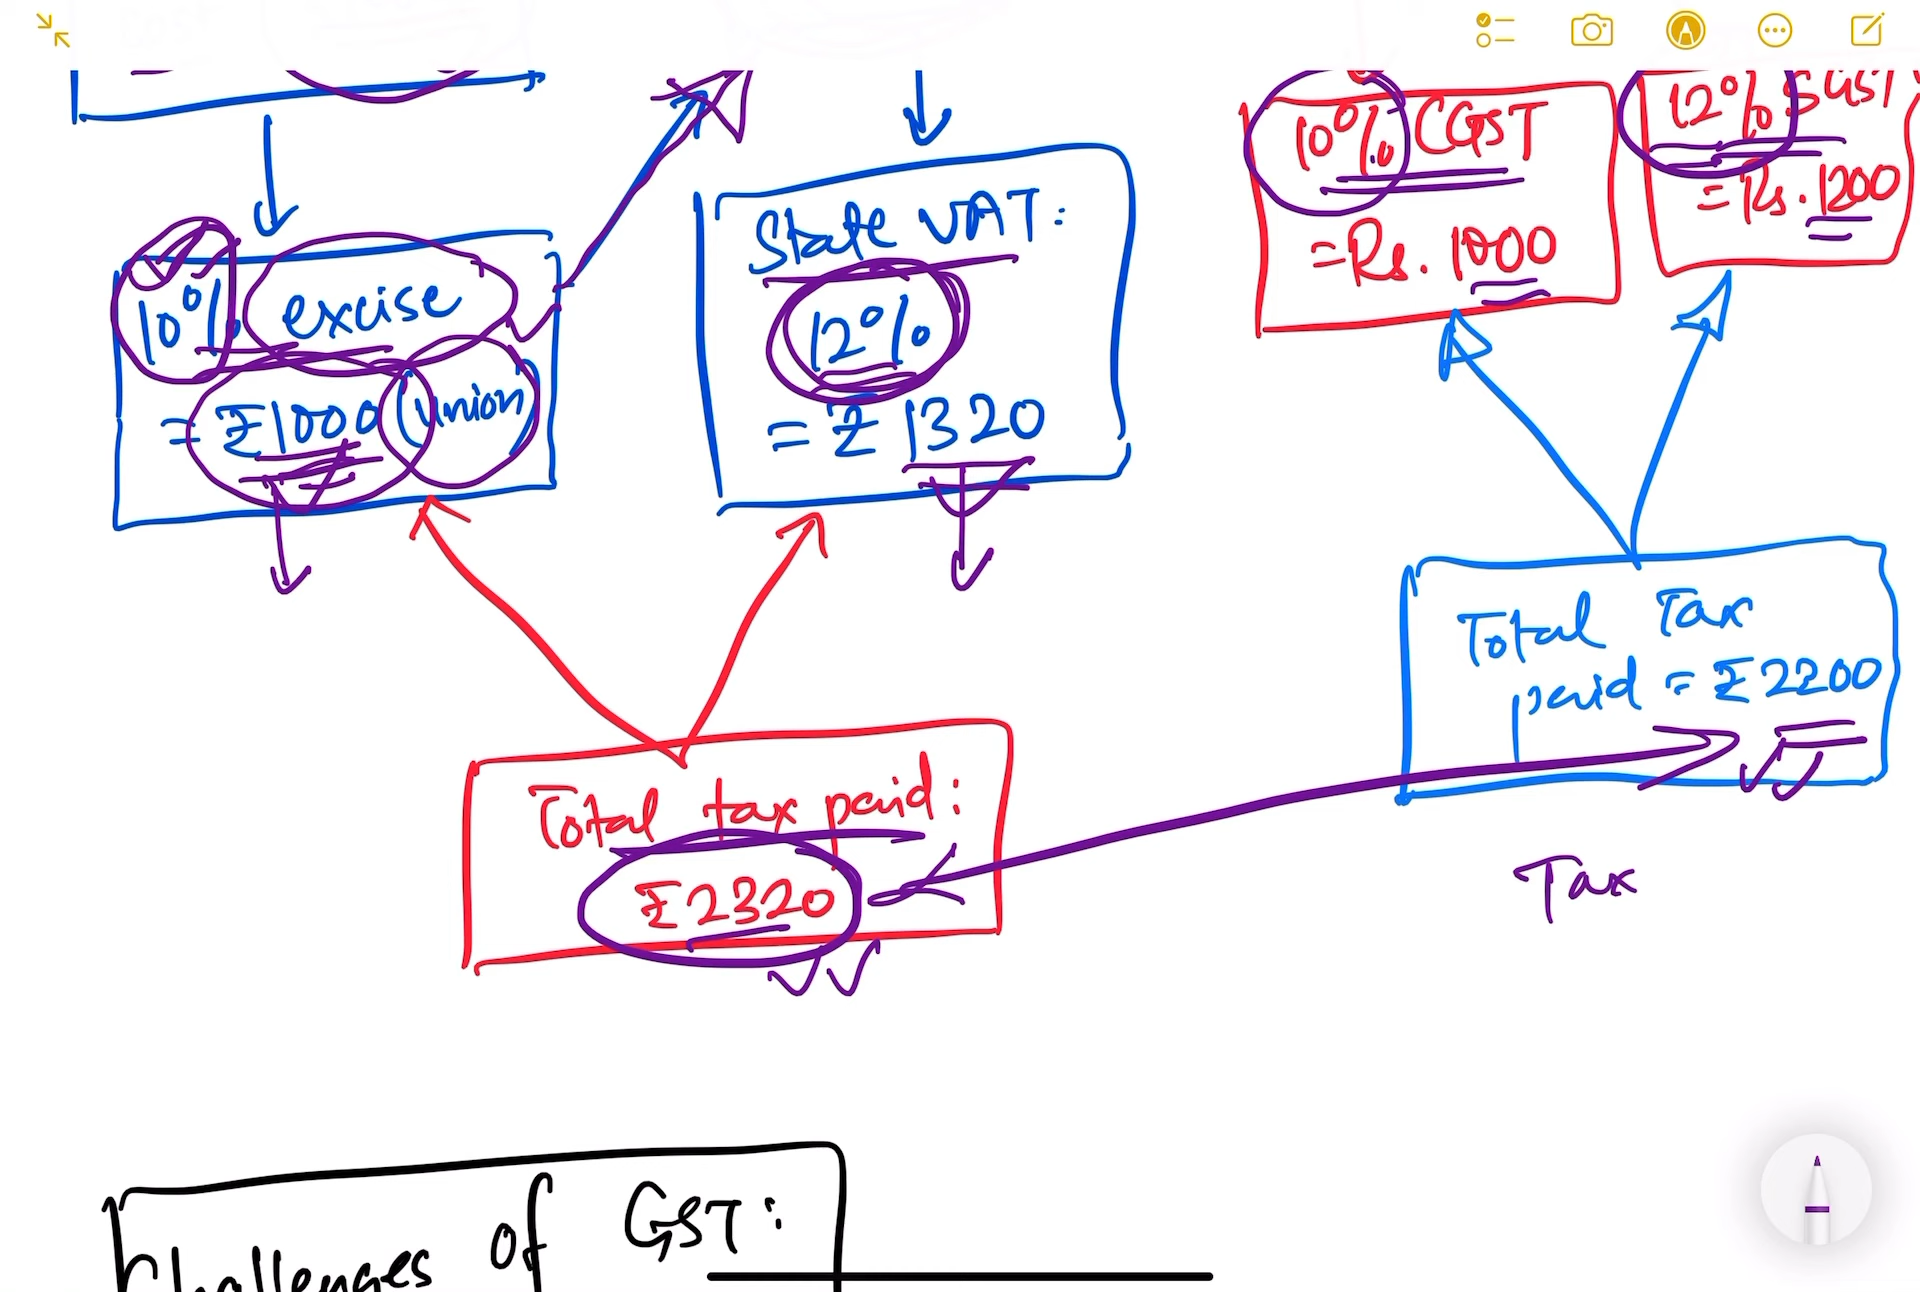 10% excise
= ₹1000 (union)
State VAT:
12%
= ₹ 1320
10% CGST
= Rs. 1000
12% SGST
= Rs. 1200
Total Tax
paid = ₹2200
Total tax paid:
₹2320
Tax
Challenges of GST: